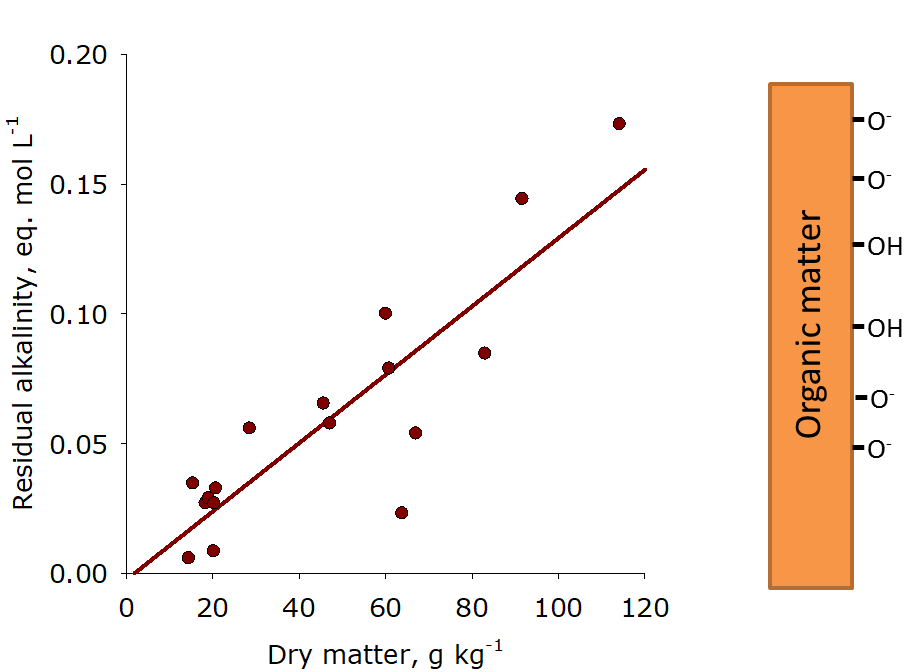 0.20
0.15
0.10
0.05
0.00
0 20 40 60 80 100 120
Residual alkalinity, eq. mol L⁻¹
Dry matter, g kg⁻¹
Organic matter
O⁻
O⁻
OH
OH
O⁻
O⁻